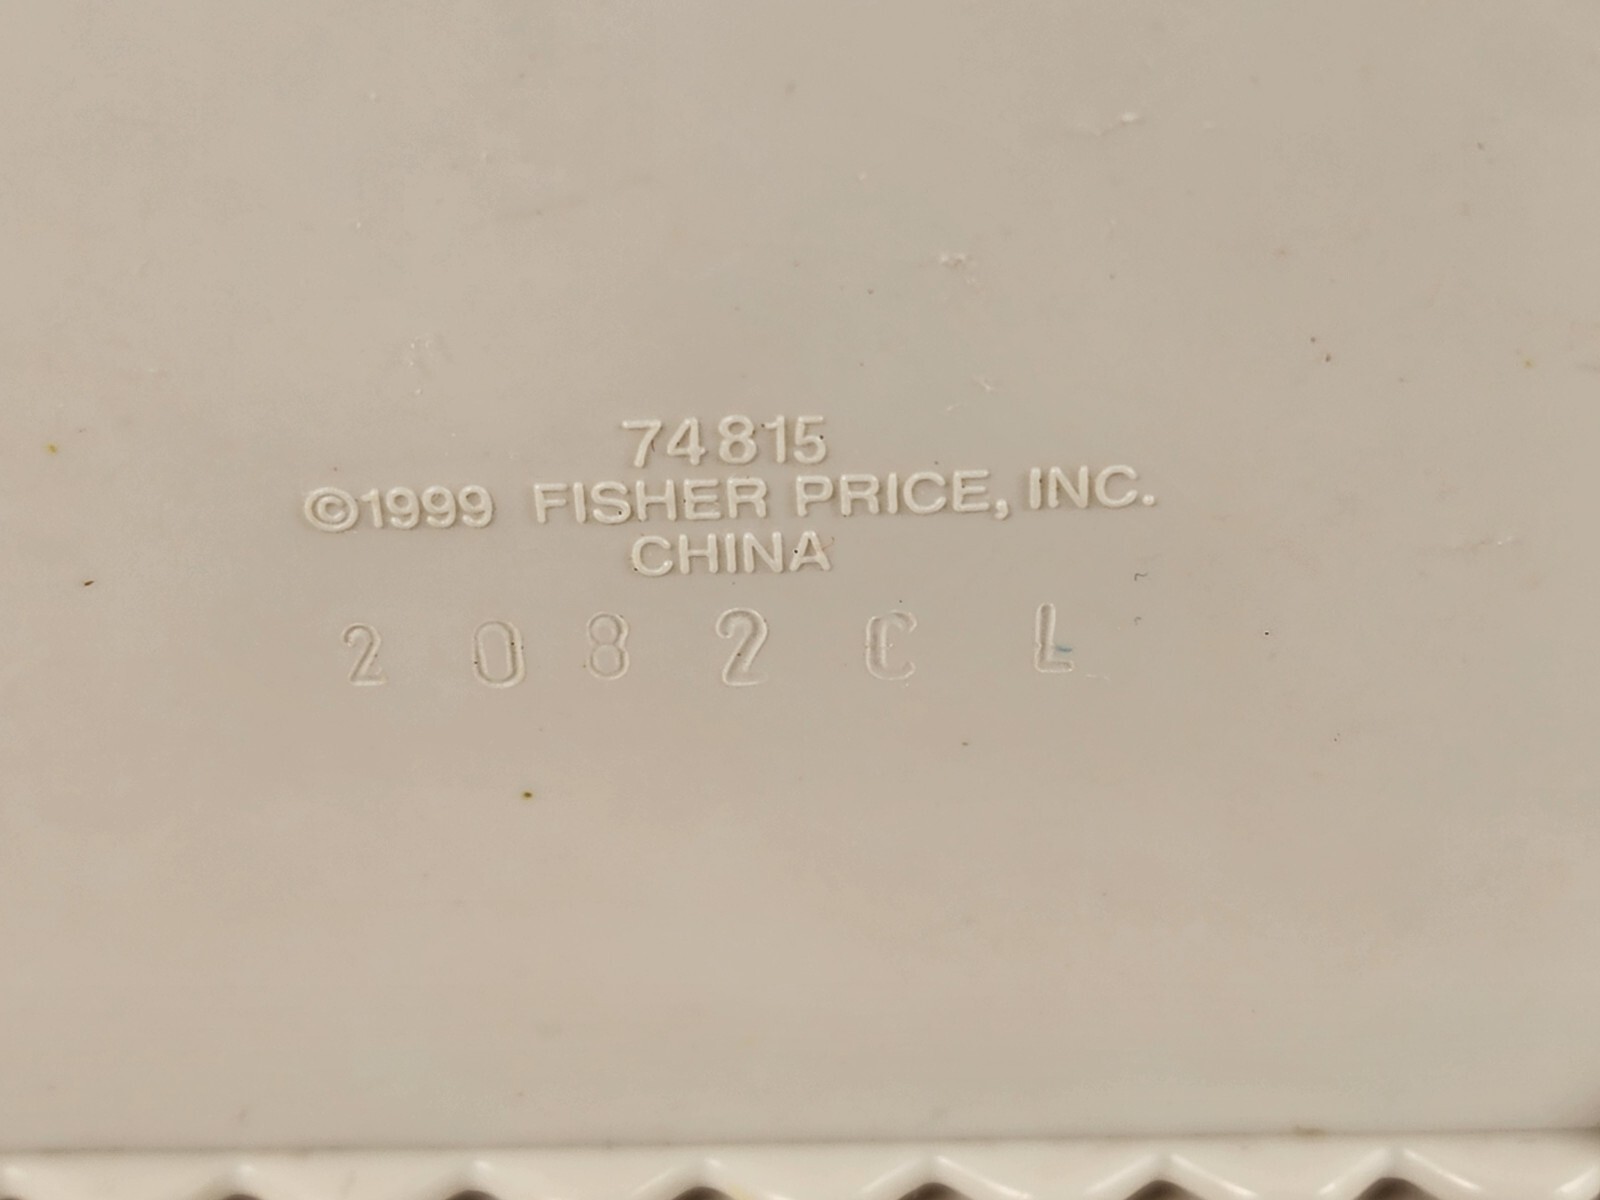 74815
©1999 FISHER PRICE, INC.
CHINA
2 0 8 2 C L